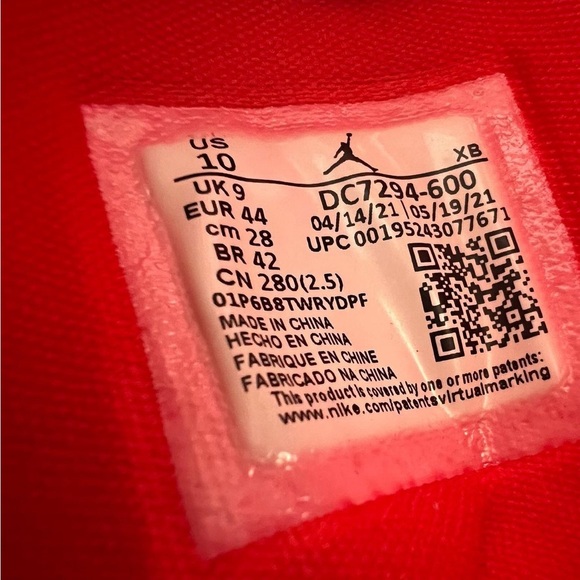 US
10
XB
UK 9
DC7294-600
EUR 44
04/14/21 | 05/19/21
cm 28
UPC 00195243077671
BR 42
CN 280(2.5)
01P6B8TWRYDPF
MADE IN CHINA
HECHO EN CHINA
FABRIQUE EN CHINE
FABRICADO NA CHINA
This product is covered by one or more patents:
www.nike.com/patentsvirtualmarking